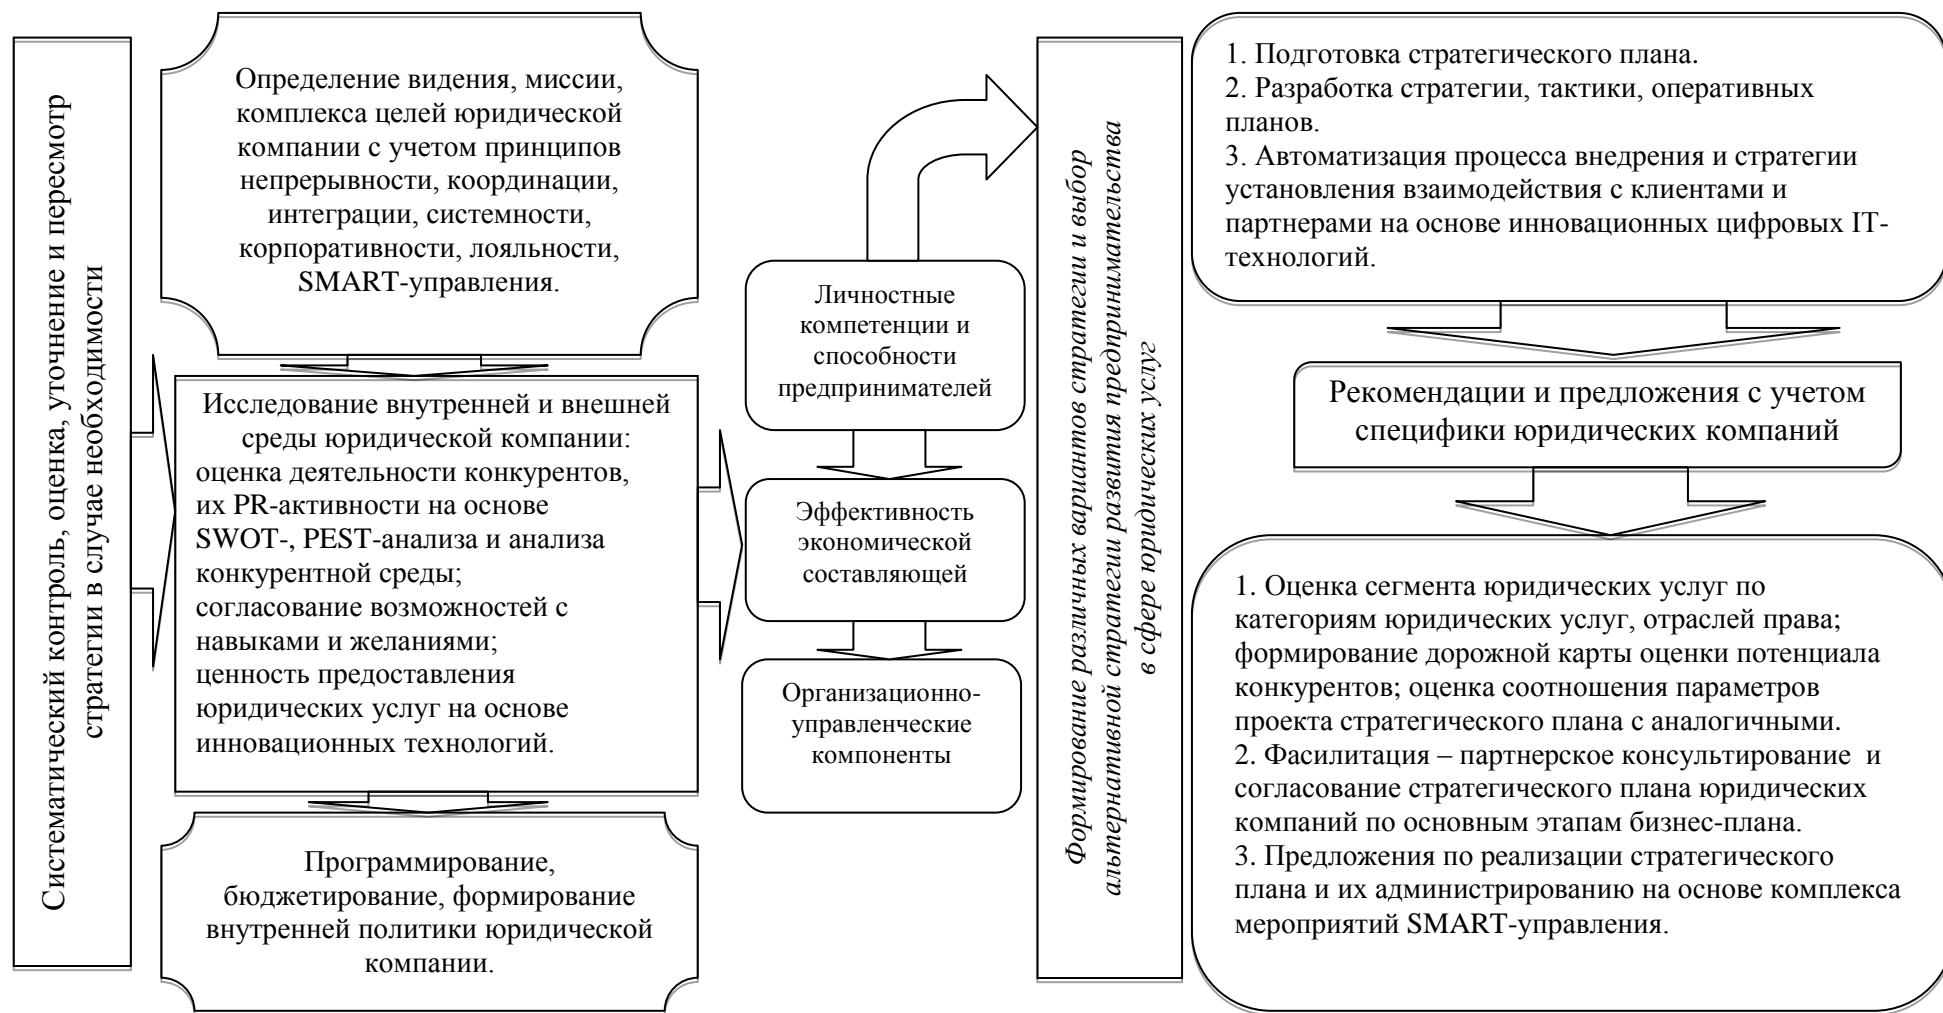 Систематический контроль, оценка, уточнение и пересмотр
стратегии в случае необходимости
Определение видения, миссии,
комплекса целей юридической
компании с учетом принципов
непрерывности, координации,
интеграции, системности,
корпоративности, лояльности,
SMART-управления.
Исследование внутренней и внешней
среды юридической компании:
оценка деятельности конкурентов,
их PR-активности на основе
SWOT-, PEST-анализа и анализа
конкурентной среды;
согласование возможностей с
навыками и желаниями;
ценность предоставления
юридических услуг на основе
инновационных технологий.
Программирование,
бюджетирование, формирование
внутренней политики юридической
компании.
Личностные
компетенции и
способности
предпринимателей
Эффективность
экономической
составляющей
Организационно-
управленческие
компоненты
Формирование различных вариантов стратегии и выбор
альтернативной стратегии развития предпринимательства
в сфере юридических услуг
1. Подготовка стратегического плана.
2. Разработка стратегии, тактики, оперативных
планов.
3. Автоматизация процесса внедрения и стратегии
установления взаимодействия с клиентами и
партнерами на основе инновационных цифровых IT-
технологий.
Рекомендации и предложения с учетом
специфики юридических компаний
1. Оценка сегмента юридических услуг по
категориям юридических услуг, отраслей права;
формирование дорожной карты оценки потенциала
конкурентов; оценка соотношения параметров
проекта стратегического плана с аналогичными.
2. Фасилитация – партнерское консультирование и
согласование стратегического плана юридических
компаний по основным этапам бизнес-плана.
3. Предложения по реализации стратегического
плана и их администрированию на основе комплекса
мероприятий SMART-управления.